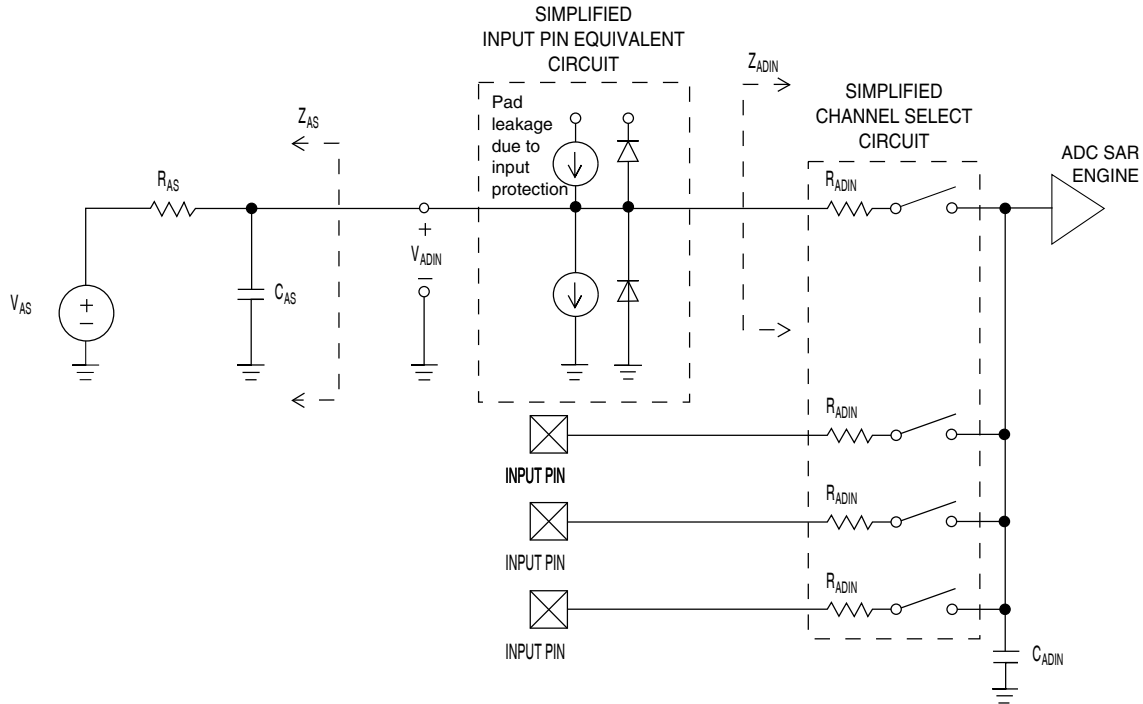 SIMPLIFIED
INPUT PIN EQUIVALENT
CIRCUIT
Z_ADIN
SIMPLIFIED
CHANNEL SELECT
CIRCUIT
Pad
leakage
due to
input
protection
Z_AS
ADC SAR
ENGINE
R_AS
R_ADIN
+
V_ADIN
–
C_AS
V_AS
+
–
R_ADIN
INPUT PIN
R_ADIN
INPUT PIN
R_ADIN
INPUT PIN
C_ADIN